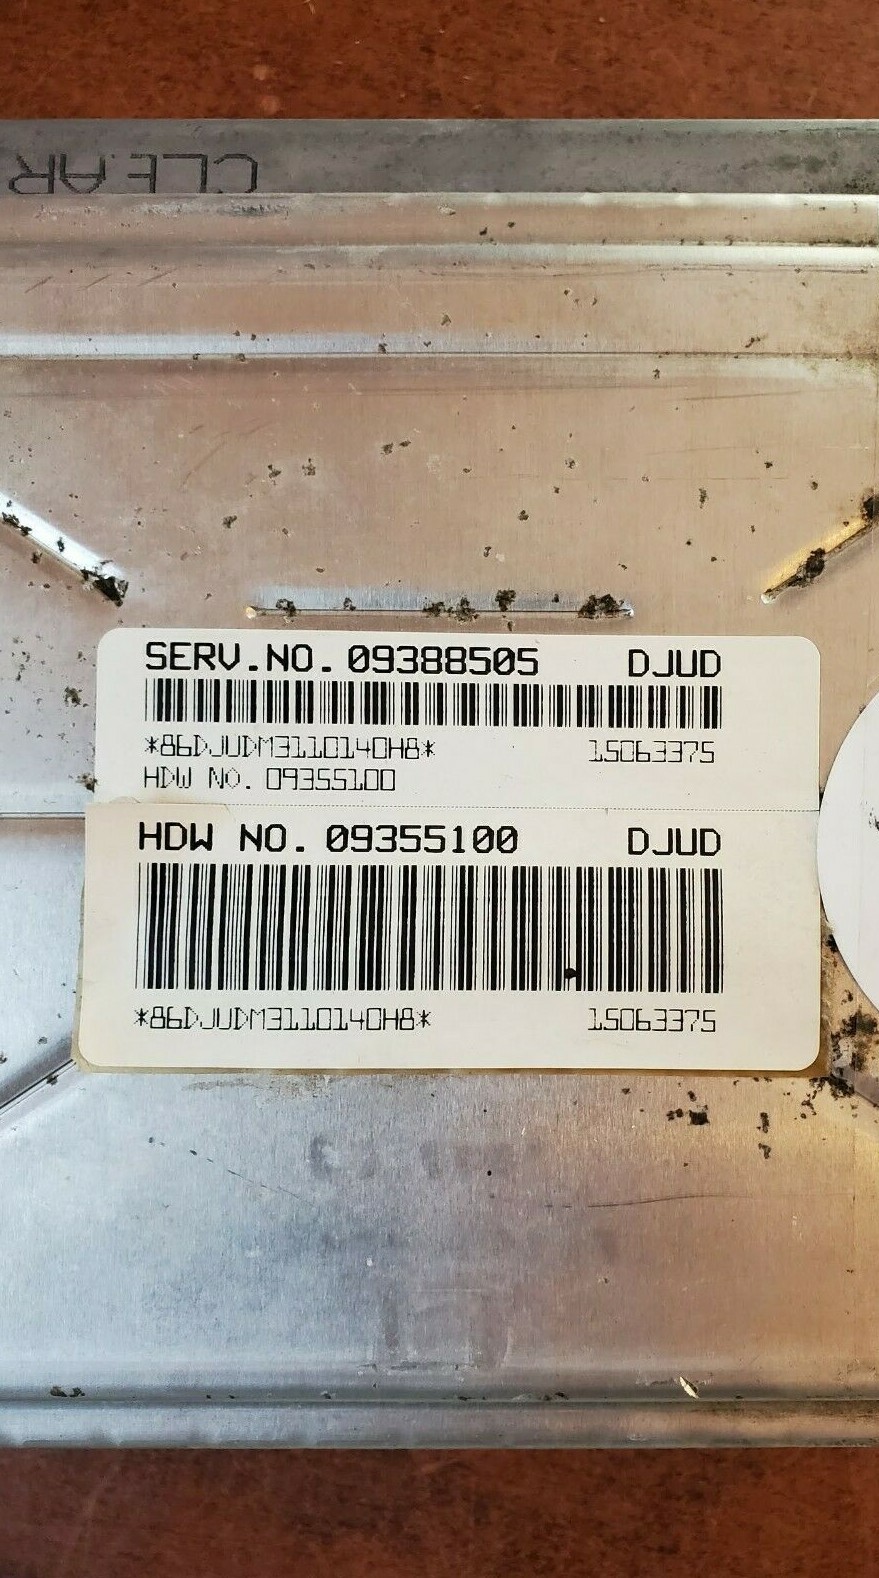 CLEAR
SERV.NO. 09388505 DJUD
*86DJUDM3110140H8* 15063375
HDW NO. 09355100
HDW NO. 09355100 DJUD
*86DJUDM3110140H8* 15063375